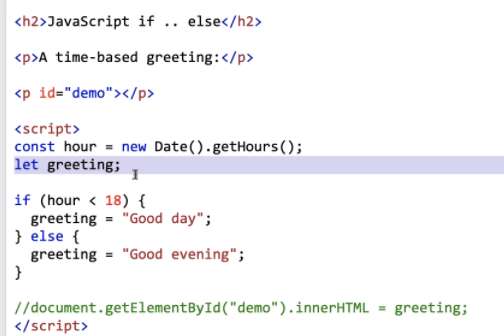 <h2>JavaScript if .. else</h2>
<p>A time-based greeting:</p>
<p id="demo"></p>
<script>
const hour = new Date().getHours();
let greeting;
if (hour < 18) {
  greeting = "Good day";
} else {
  greeting = "Good evening";
}
//document.getElementById("demo").innerHTML = greeting;
</script>